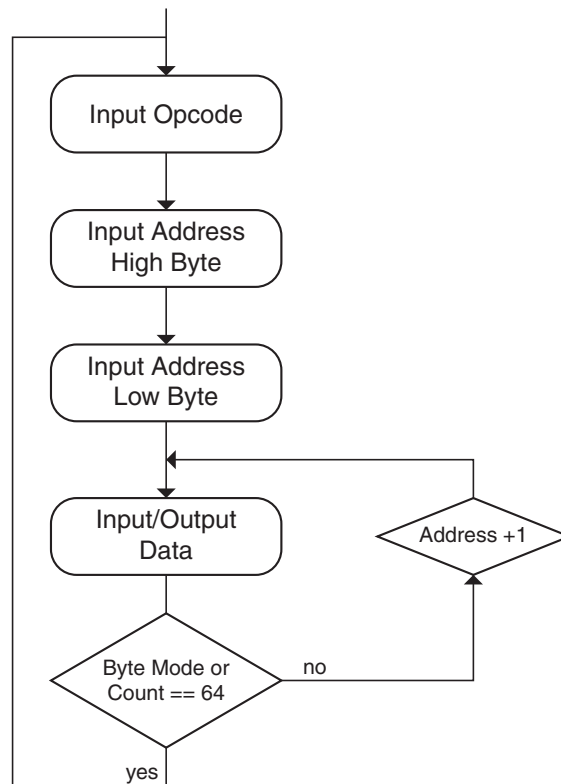 Input Opcode
Input Address
High Byte
Input Address
Low Byte
Input/Output
Data
Address +1
Byte Mode or
Count == 64
no
yes